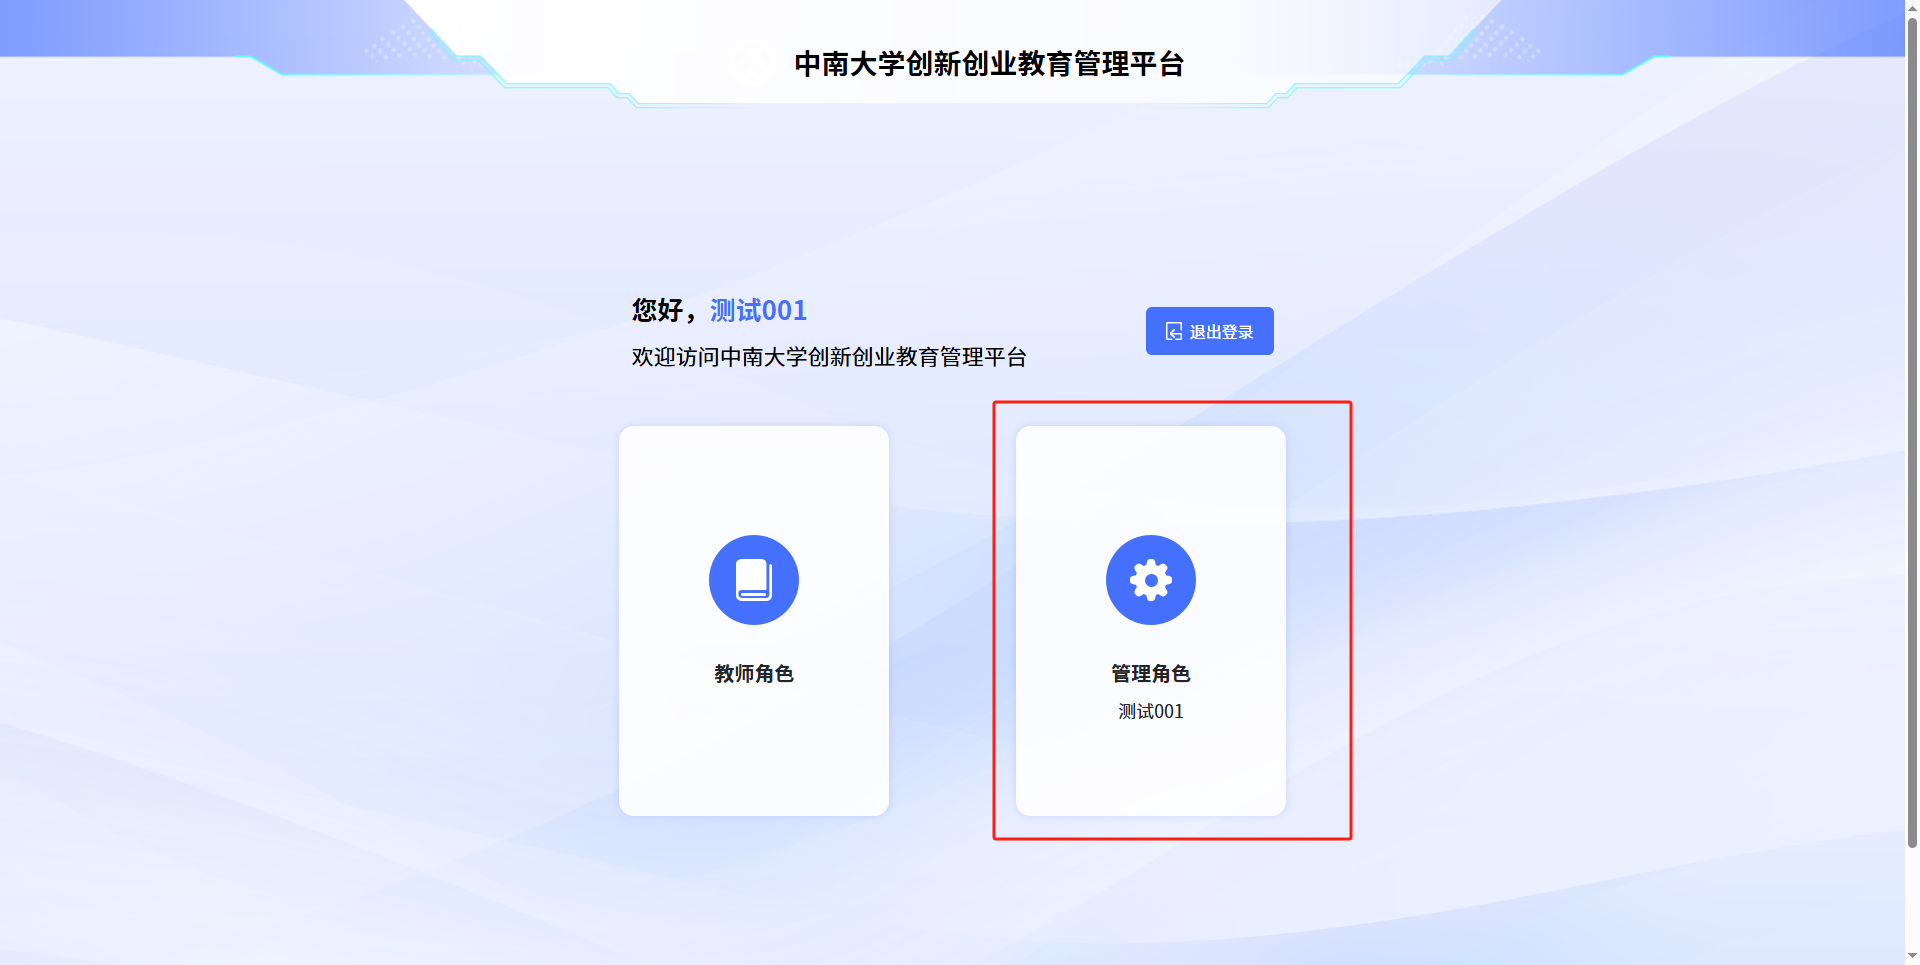 中南大学创新创业教育管理平台
您好，测试001
欢迎访问中南大学创新创业教育管理平台
退出登录
教师角色
管理角色
测试001